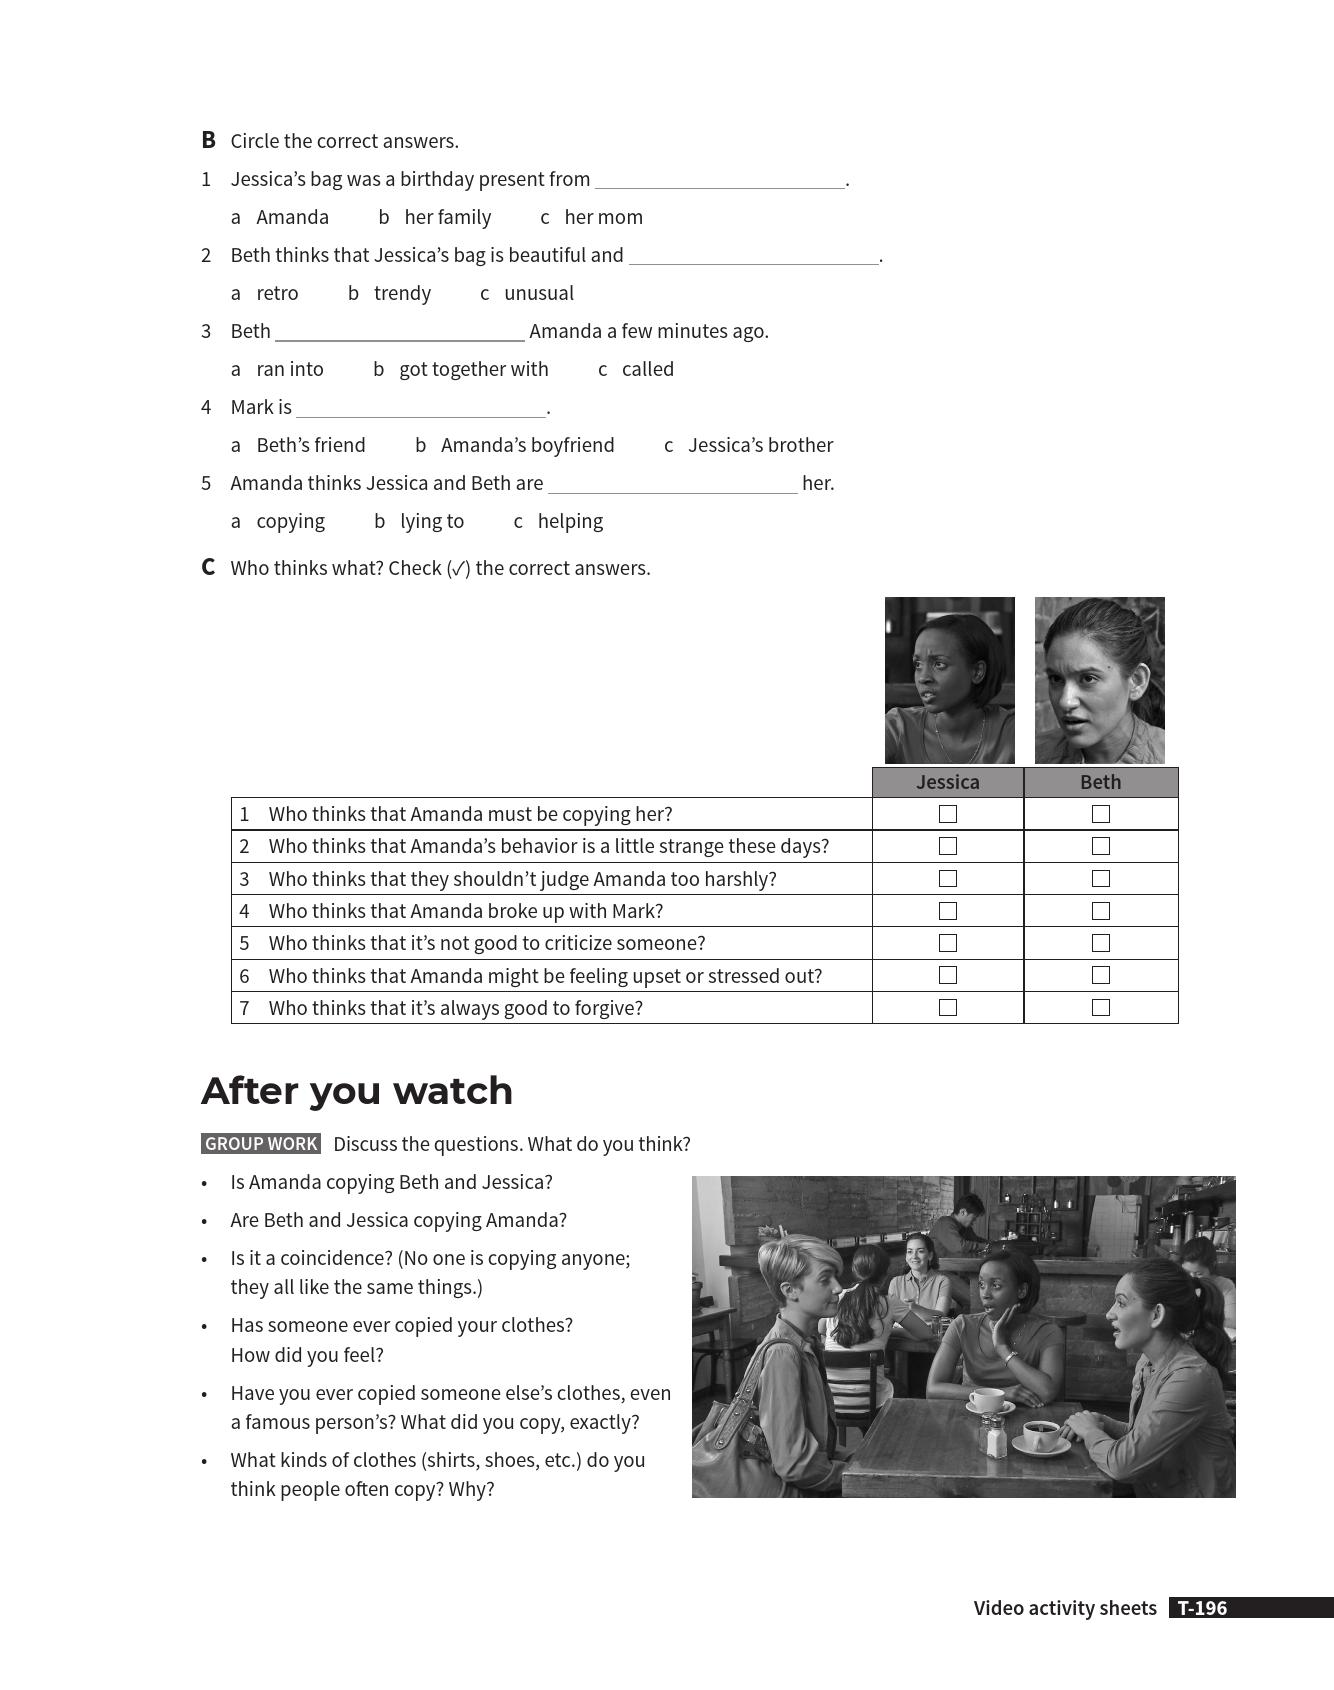 B Circle the correct answers.
1 Jessica’s bag was a birthday present from ________________________.
a Amanda b her family c her mom
2 Beth thinks that Jessica’s bag is beautiful and ________________________.
a retro b trendy c unusual
3 Beth ________________________ Amanda a few minutes ago.
a ran into b got together with c called
4 Mark is ________________________.
a Beth’s friend b Amanda’s boyfriend c Jessica’s brother
5 Amanda thinks Jessica and Beth are ________________________ her.
a copying b lying to c helping
C Who thinks what? Check (✓) the correct answers.
Jessica Beth
1 Who thinks that Amanda must be copying her? ☐ ☐
2 Who thinks that Amanda’s behavior is a little strange these days? ☐ ☐
3 Who thinks that they shouldn’t judge Amanda too harshly? ☐ ☐
4 Who thinks that Amanda broke up with Mark? ☐ ☐
5 Who thinks that it’s not good to criticize someone? ☐ ☐
6 Who thinks that Amanda might be feeling upset or stressed out? ☐ ☐
7 Who thinks that it’s always good to forgive? ☐ ☐
After you watch
GROUP WORK Discuss the questions. What do you think?
• Is Amanda copying Beth and Jessica?
• Are Beth and Jessica copying Amanda?
• Is it a coincidence? (No one is copying anyone;
they all like the same things.)
• Has someone ever copied your clothes?
How did you feel?
• Have you ever copied someone else’s clothes, even
a famous person’s? What did you copy, exactly?
• What kinds of clothes (shirts, shoes, etc.) do you
think people often copy? Why?
Video activity sheets T-196